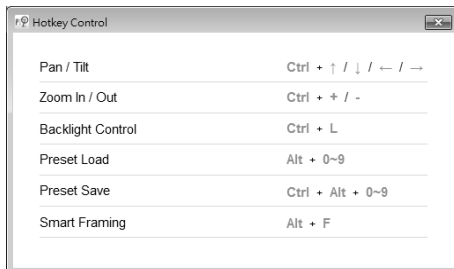 Hotkey Control
Pan / Tilt Ctrl + ↑ / ↓ / ← / →
Zoom In / Out Ctrl + + / -
Backlight Control Ctrl + L
Preset Load Alt + 0~9
Preset Save Ctrl + Alt + 0~9
Smart Framing Alt + F